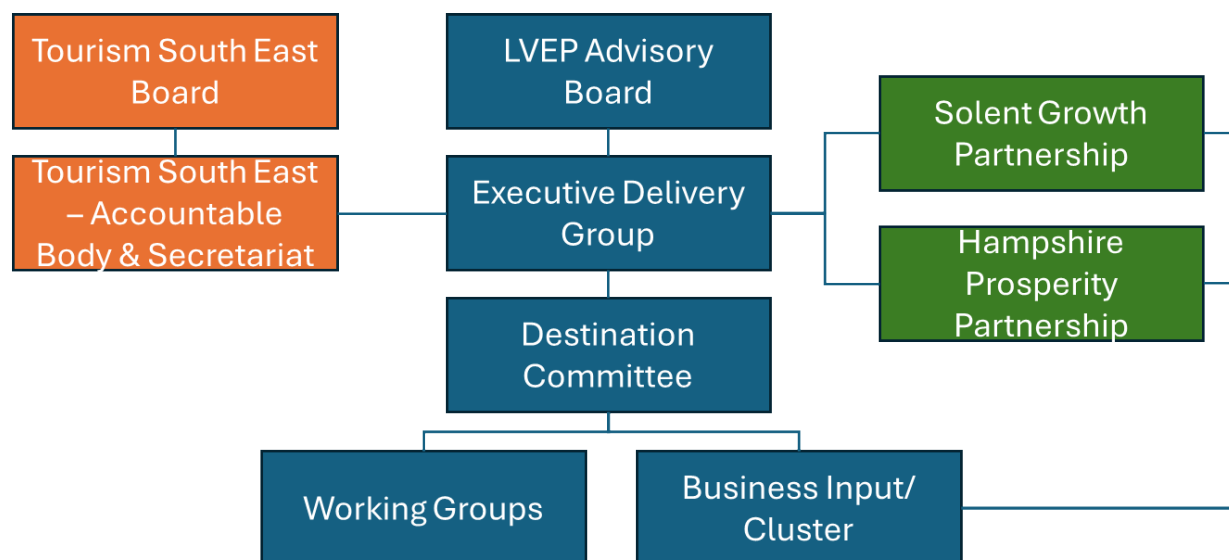 Tourism South East
Board
LVEP Advisory
Board
Solent Growth
Partnership
Tourism South East
– Accountable
Body & Secretariat
Executive Delivery
Group
Hampshire
Prosperity
Partnership
Destination
Committee
Working Groups
Business Input/
Cluster